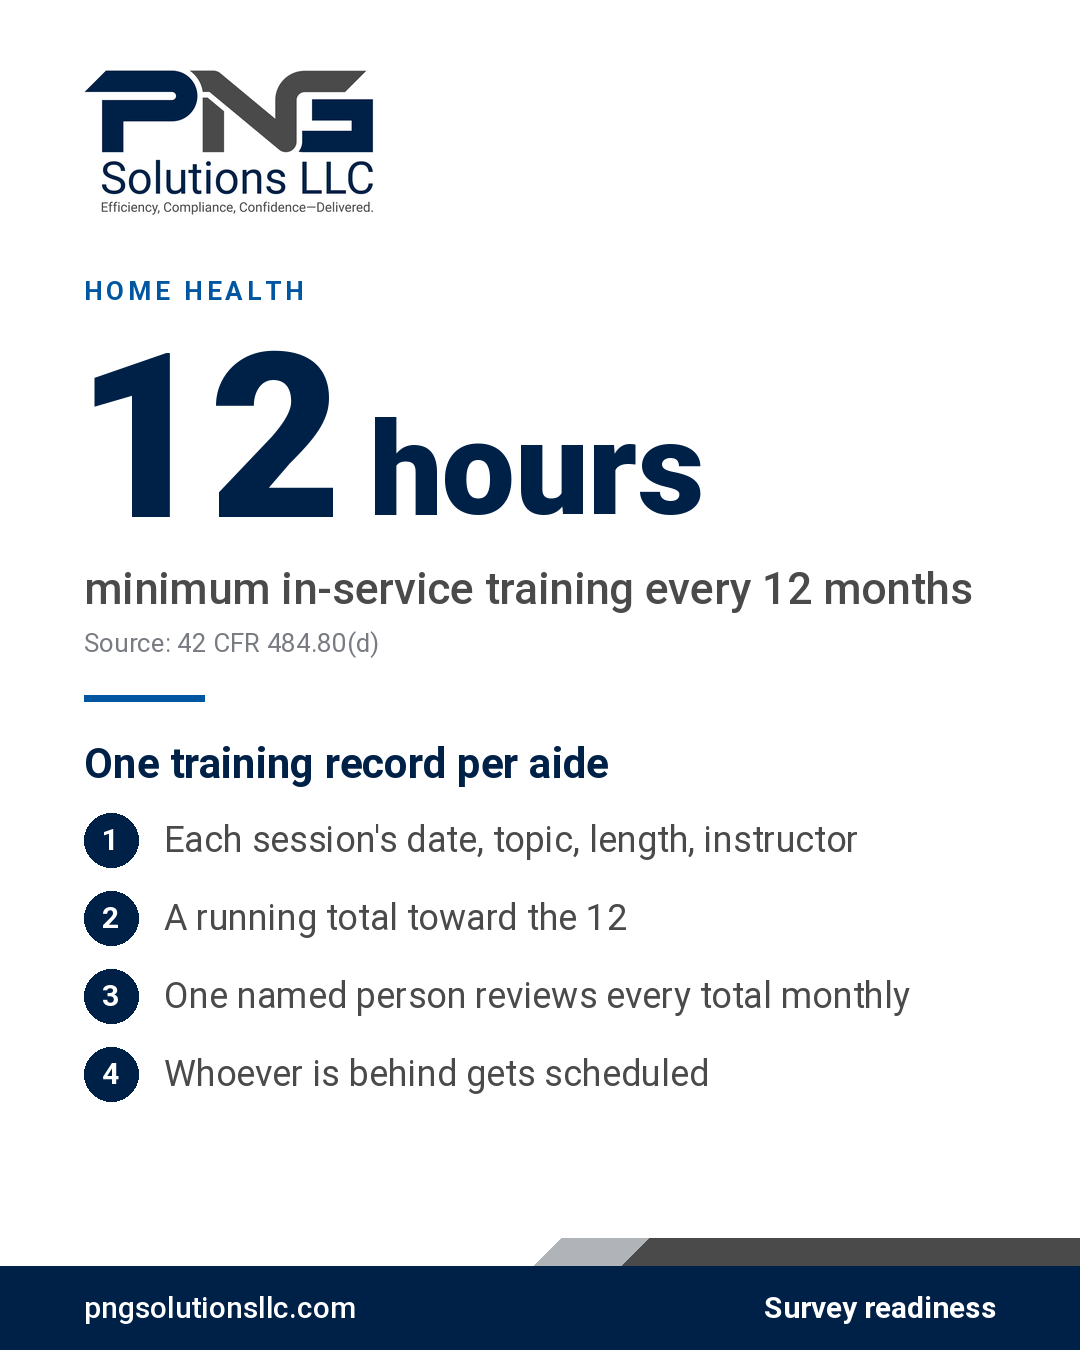 PNG
Solutions LLC
Efficiency, Compliance, Confidence—Delivered.
HOME HEALTH
12 hours
minimum in-service training every 12 months
Source: 42 CFR 484.80(d)
One training record per aide
1 Each session's date, topic, length, instructor
2 A running total toward the 12
3 One named person reviews every total monthly
4 Whoever is behind gets scheduled
pngsolutionsllc.com
Survey readiness